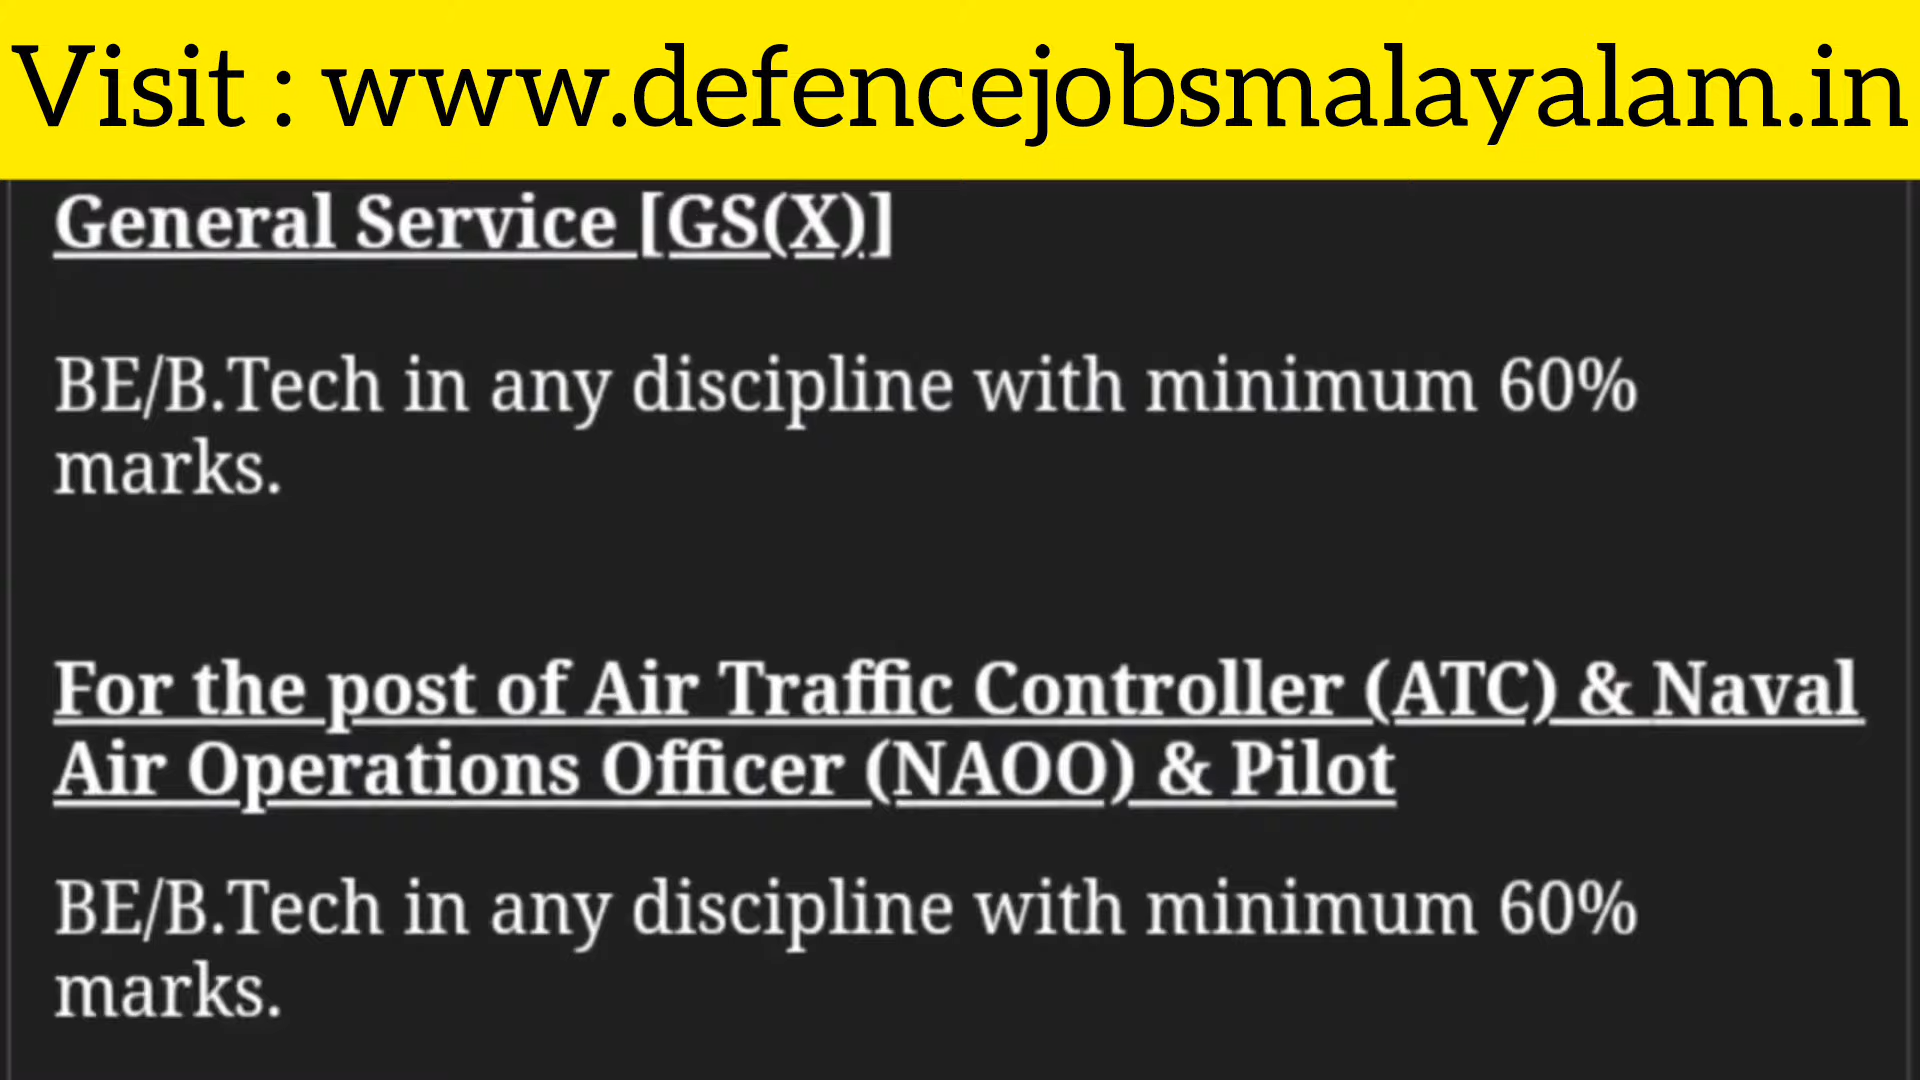 Visit : www.defencejobsmalayalam.in
General Service [GS(X)]
BE/B.Tech in any discipline with minimum 60%
marks.
For the post of Air Traffic Controller (ATC) & Naval
Air Operations Officer (NAOO) & Pilot
BE/B.Tech in any discipline with minimum 60%
marks.